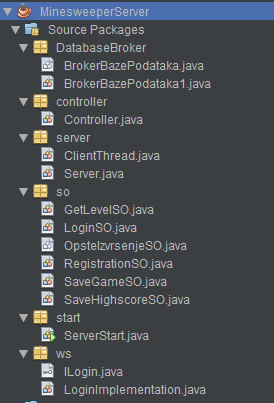 MinesweeperServer
Source Packages
DatabaseBroker
BrokerBazePodataka.java
BrokerBazePodataka1.java
controller
Controller.java
server
ClientThread.java
Server.java
so
GetLevelSO.java
LoginSO.java
OpsteIzvrsenjeSO.java
RegistrationSO.java
SaveGameSO.java
SaveHighscoreSO.java
start
ServerStart.java
ws
ILogin.java
LoginImplementation.java